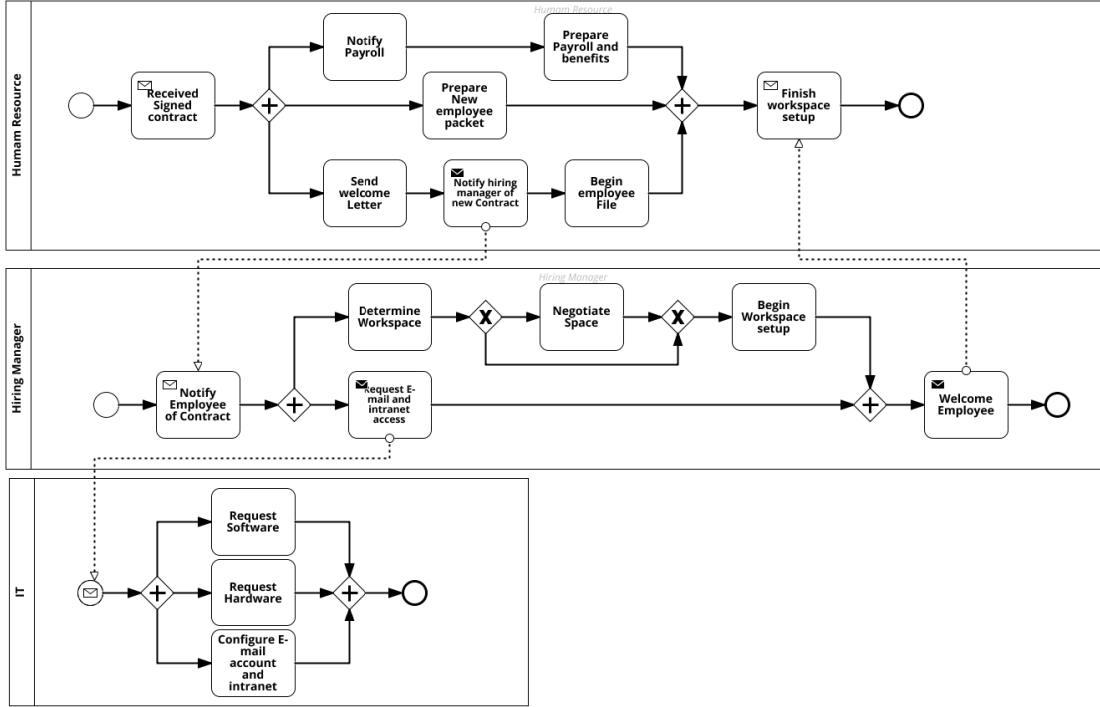 Humam Resource
Humam Resource
Notify
Payroll
Prepare
Payroll and
benefits
Received
Signed
contract
Prepare
New
employee
packet
Finish
workspace
setup
Send
welcome
Letter
Notify hiring
manager of
new Contract
Begin
employee
File
Hiring Manager
Hiring Manager
Determine
Workspace
X
Negotiate
Space
X
Begin
Workspace
setup
Notify
Employee
of Contract
Request E-
mail and
intranet
access
Welcome
Employee
IT
Request
Software
Request
Hardware
Configure E-
mail
account
and
intranet